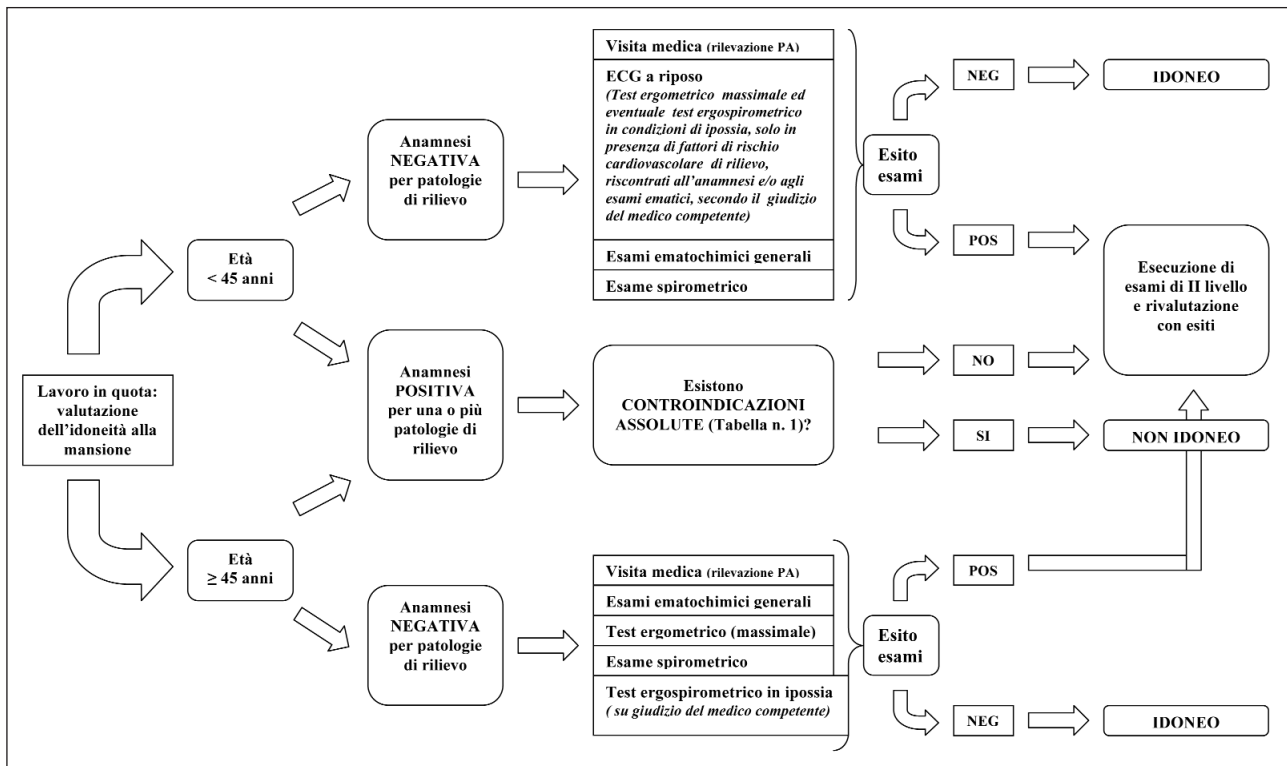 Lavoro in quota:
valutazione
dell'idoneità alla
mansione
Età
< 45 anni
Età
≥ 45 anni
Anamnesi
NEGATIVA
per patologie
di rilievo
Anamnesi
POSITIVA
per una o più
patologie di
rilievo
Anamnesi
NEGATIVA
per patologie
di rilievo
Visita medica (rilevazione PA)
ECG a riposo
(Test ergometrico massimale ed
eventuale test ergospirometrico
in condizioni di ipossia, solo in
presenza di fattori di rischio
cardiovascolare di rilievo,
riscontrati all'anamnesi e/o agli
esami ematici, secondo il giudizio
del medico competente)
Esami ematochimici generali
Esame spirometrico
Esistono
CONTROINDICAZIONI
ASSOLUTE (Tabella n. 1)?
Visita medica (rilevazione PA)
Esami ematochimici generali
Test ergometrico (massimale)
Esame spirometrico
Test ergospirometrico in ipossia
( su giudizio del medico competente)
Esito
esami
Esito
esami
NEG
POS
NO
SI
POS
NEG
IDONEO
Esecuzione di
esami di II livello
e rivalutazione
con esiti
NON IDONEO
IDONEO